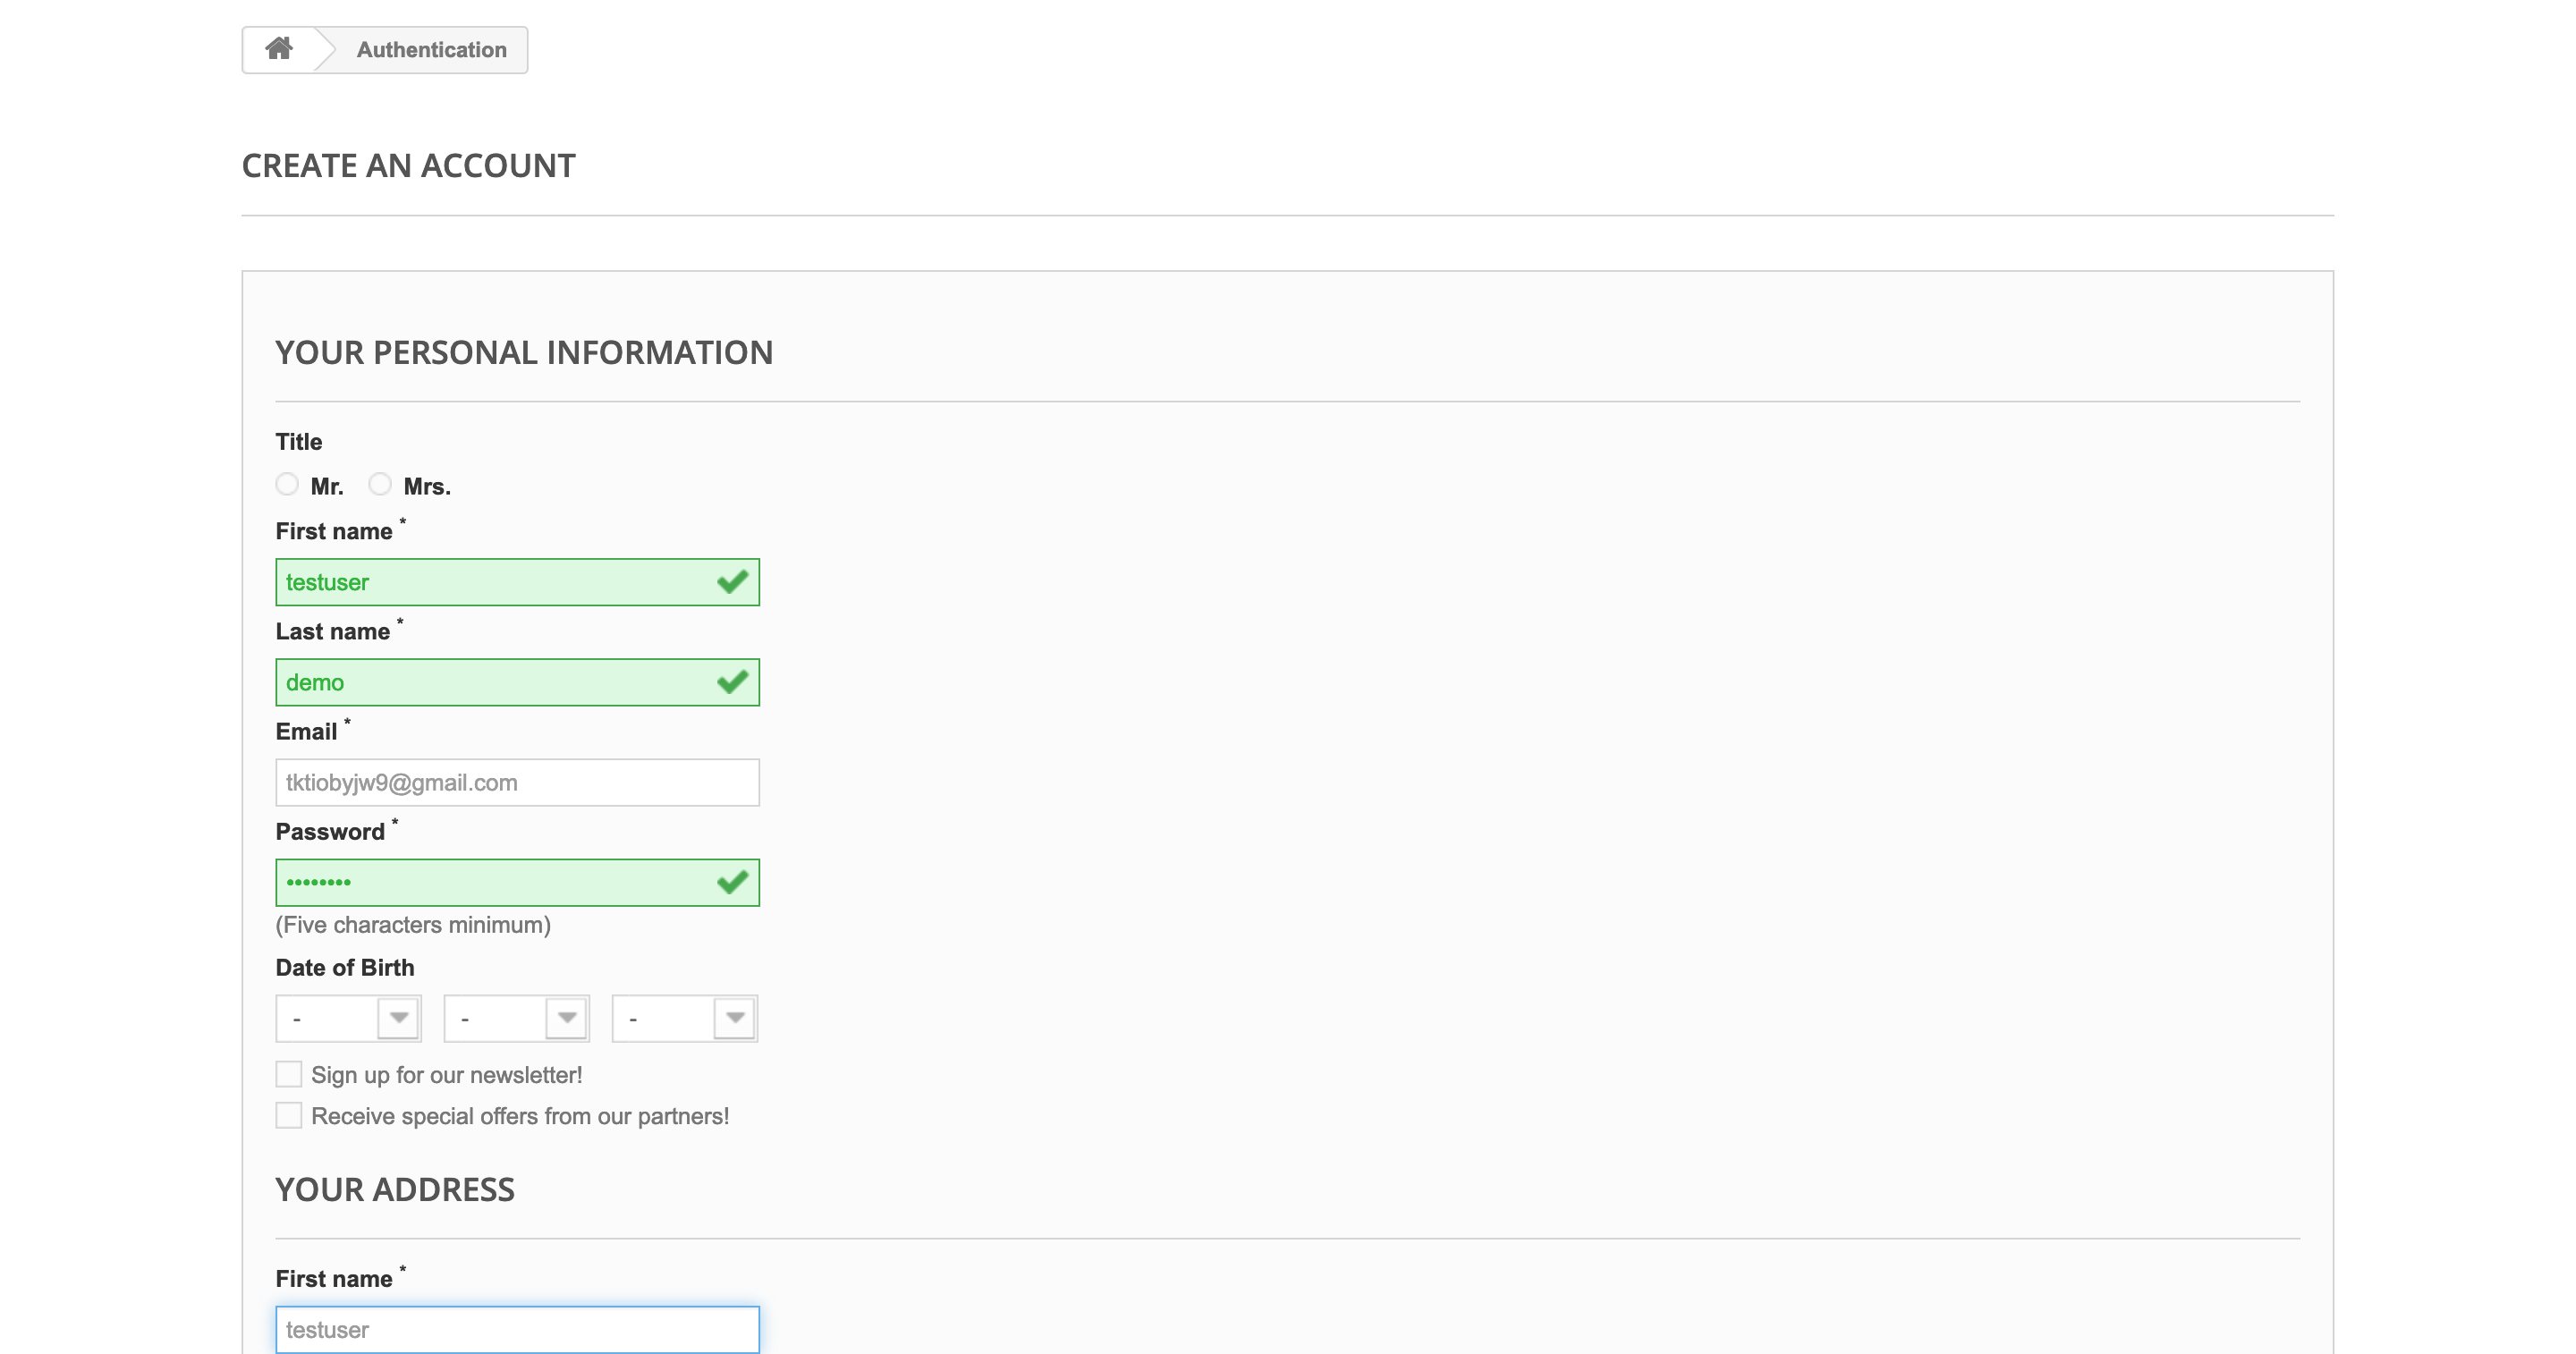 Authentication
CREATE AN ACCOUNT
YOUR PERSONAL INFORMATION
Title
Mr. Mrs.
First name *
testuser
Last name *
demo
Email *
tktiobyjw9@gmail.com
Password *
••••••••
(Five characters minimum)
Date of Birth
- - -
Sign up for our newsletter!
Receive special offers from our partners!
YOUR ADDRESS
First name *
testuser